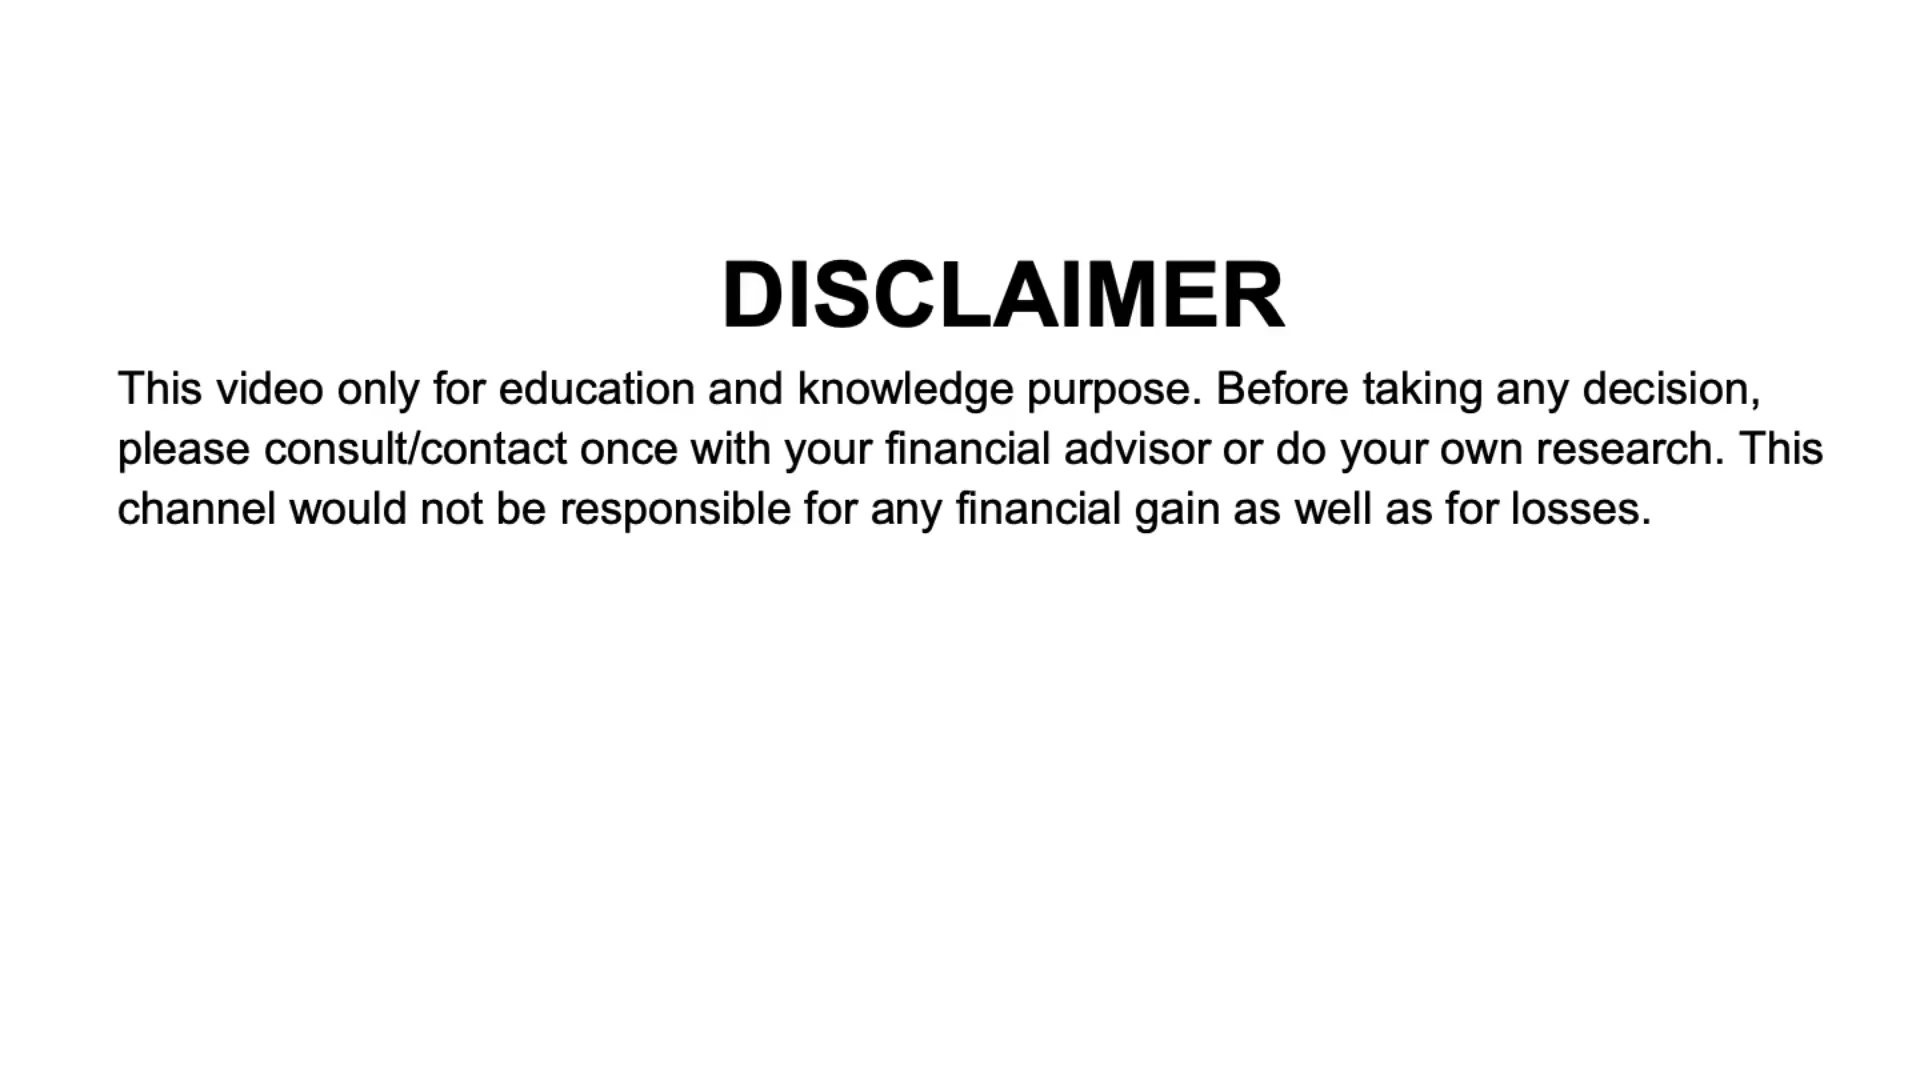 DISCLAIMER
This video only for education and knowledge purpose. Before taking any decision,
please consult/contact once with your financial advisor or do your own research. This
channel would not be responsible for any financial gain as well as for losses.